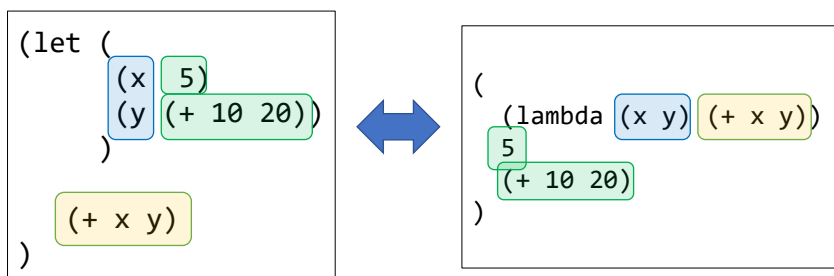 (let (
(x 5)
(y (+ 10 20))
)
(+ x y)
)
(
(lambda (x y) (+ x y))
5
(+ 10 20)
)